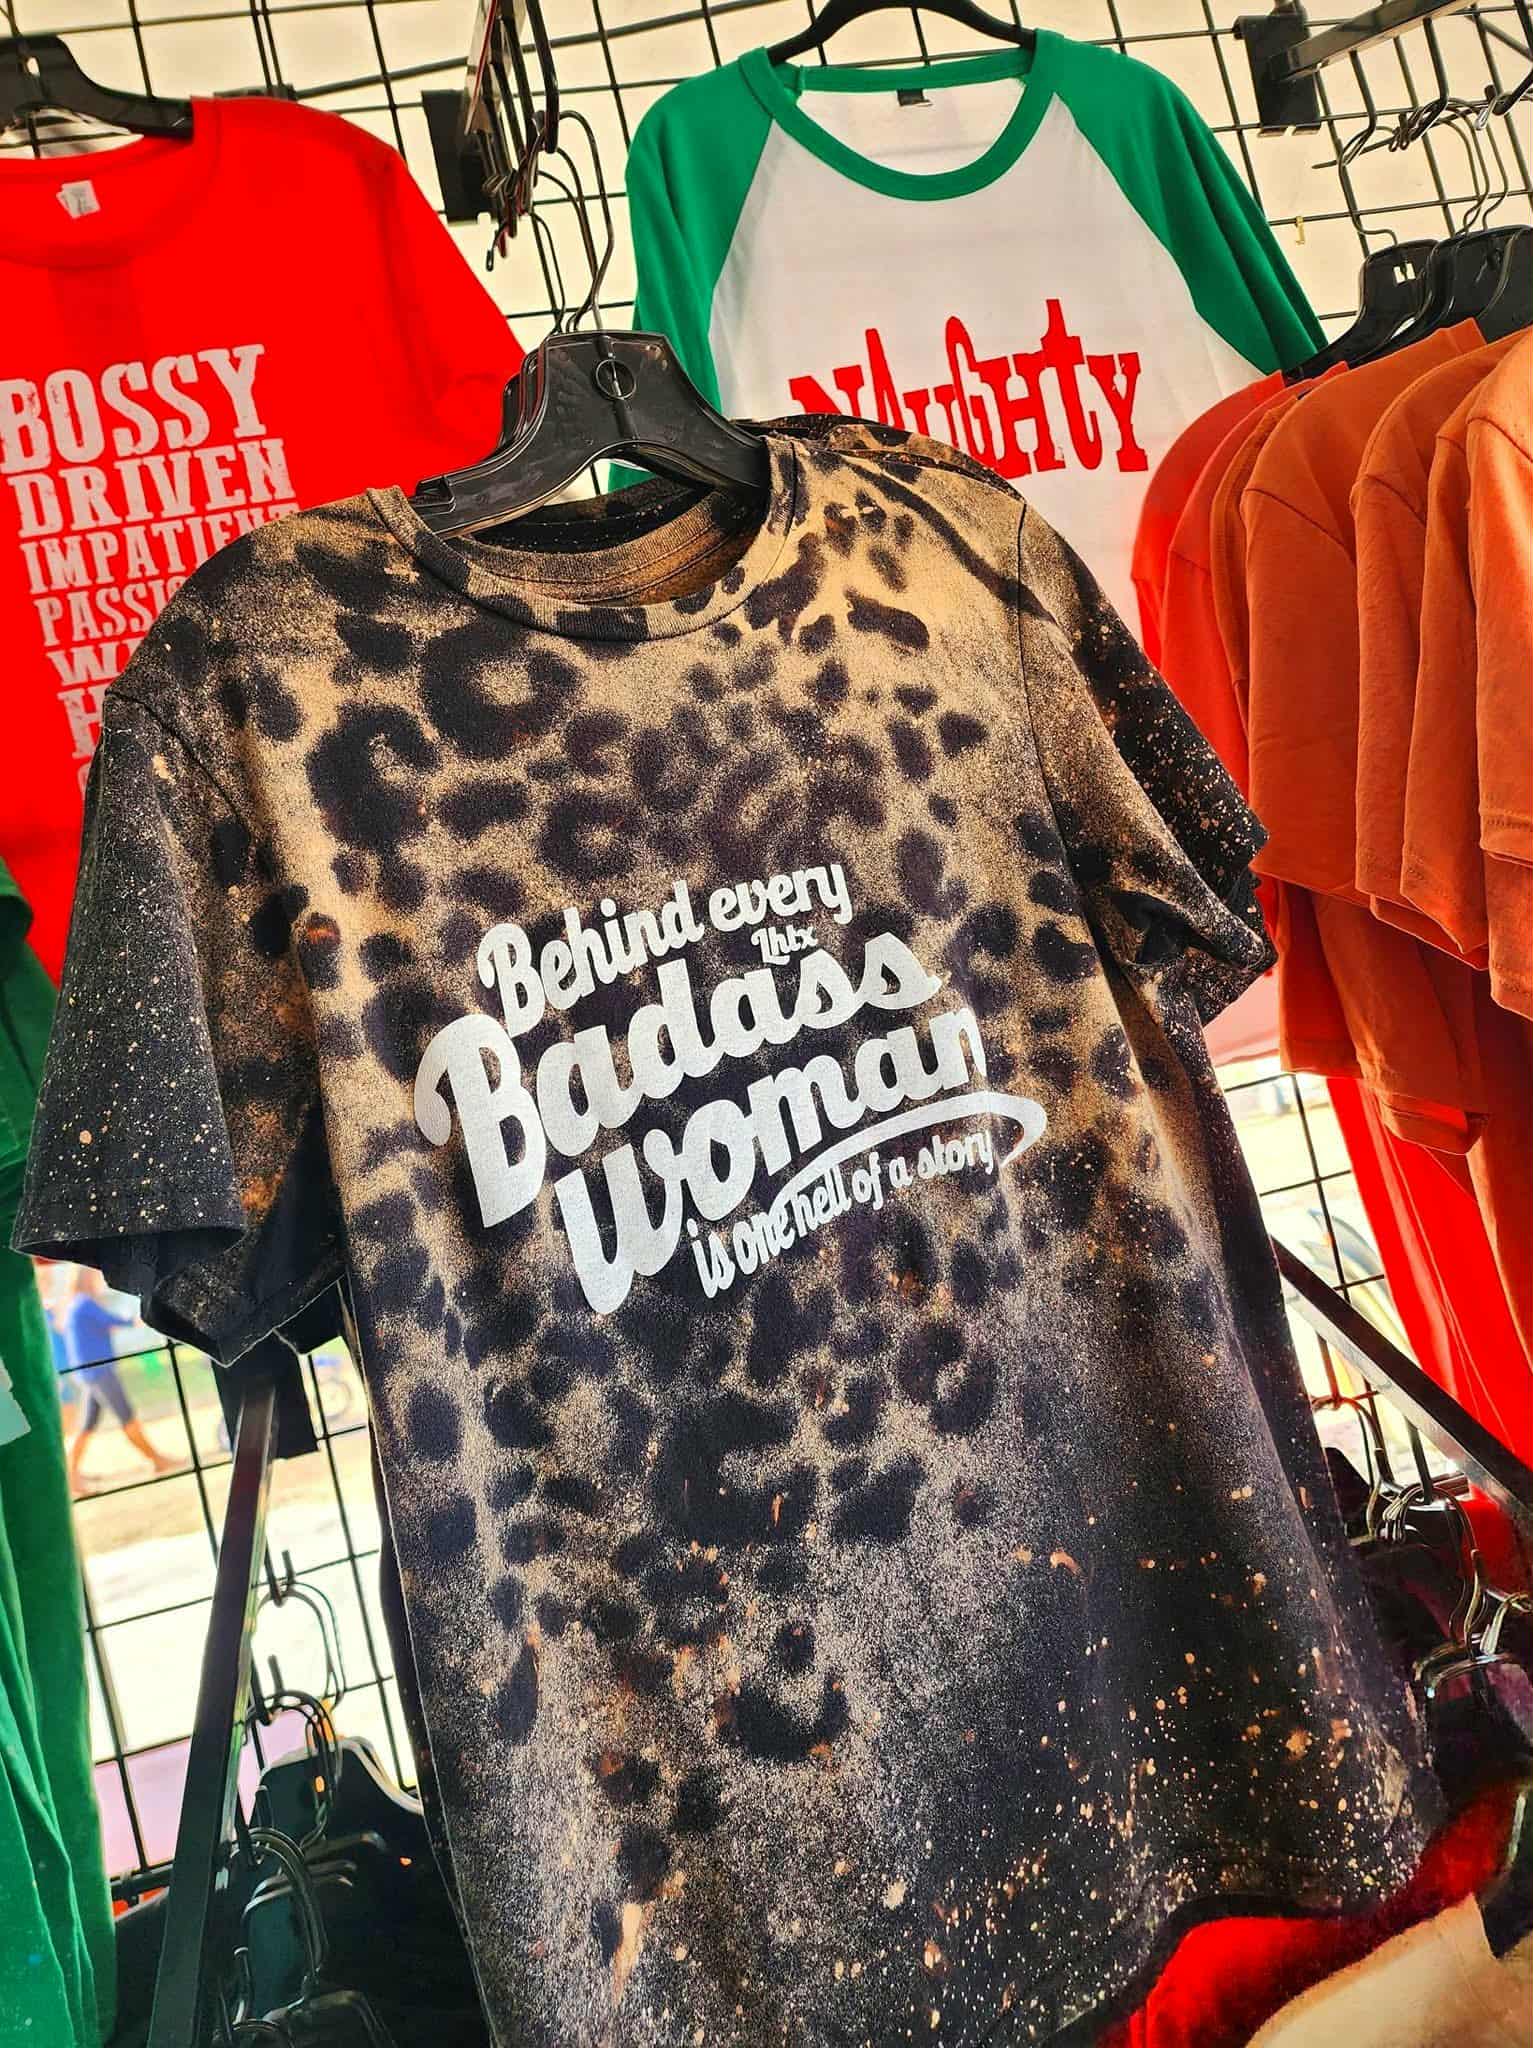 BOSSY
DRIVEN
NAUGHTY
Behind every
Lhtx
Badass
woman
is one hell of a story